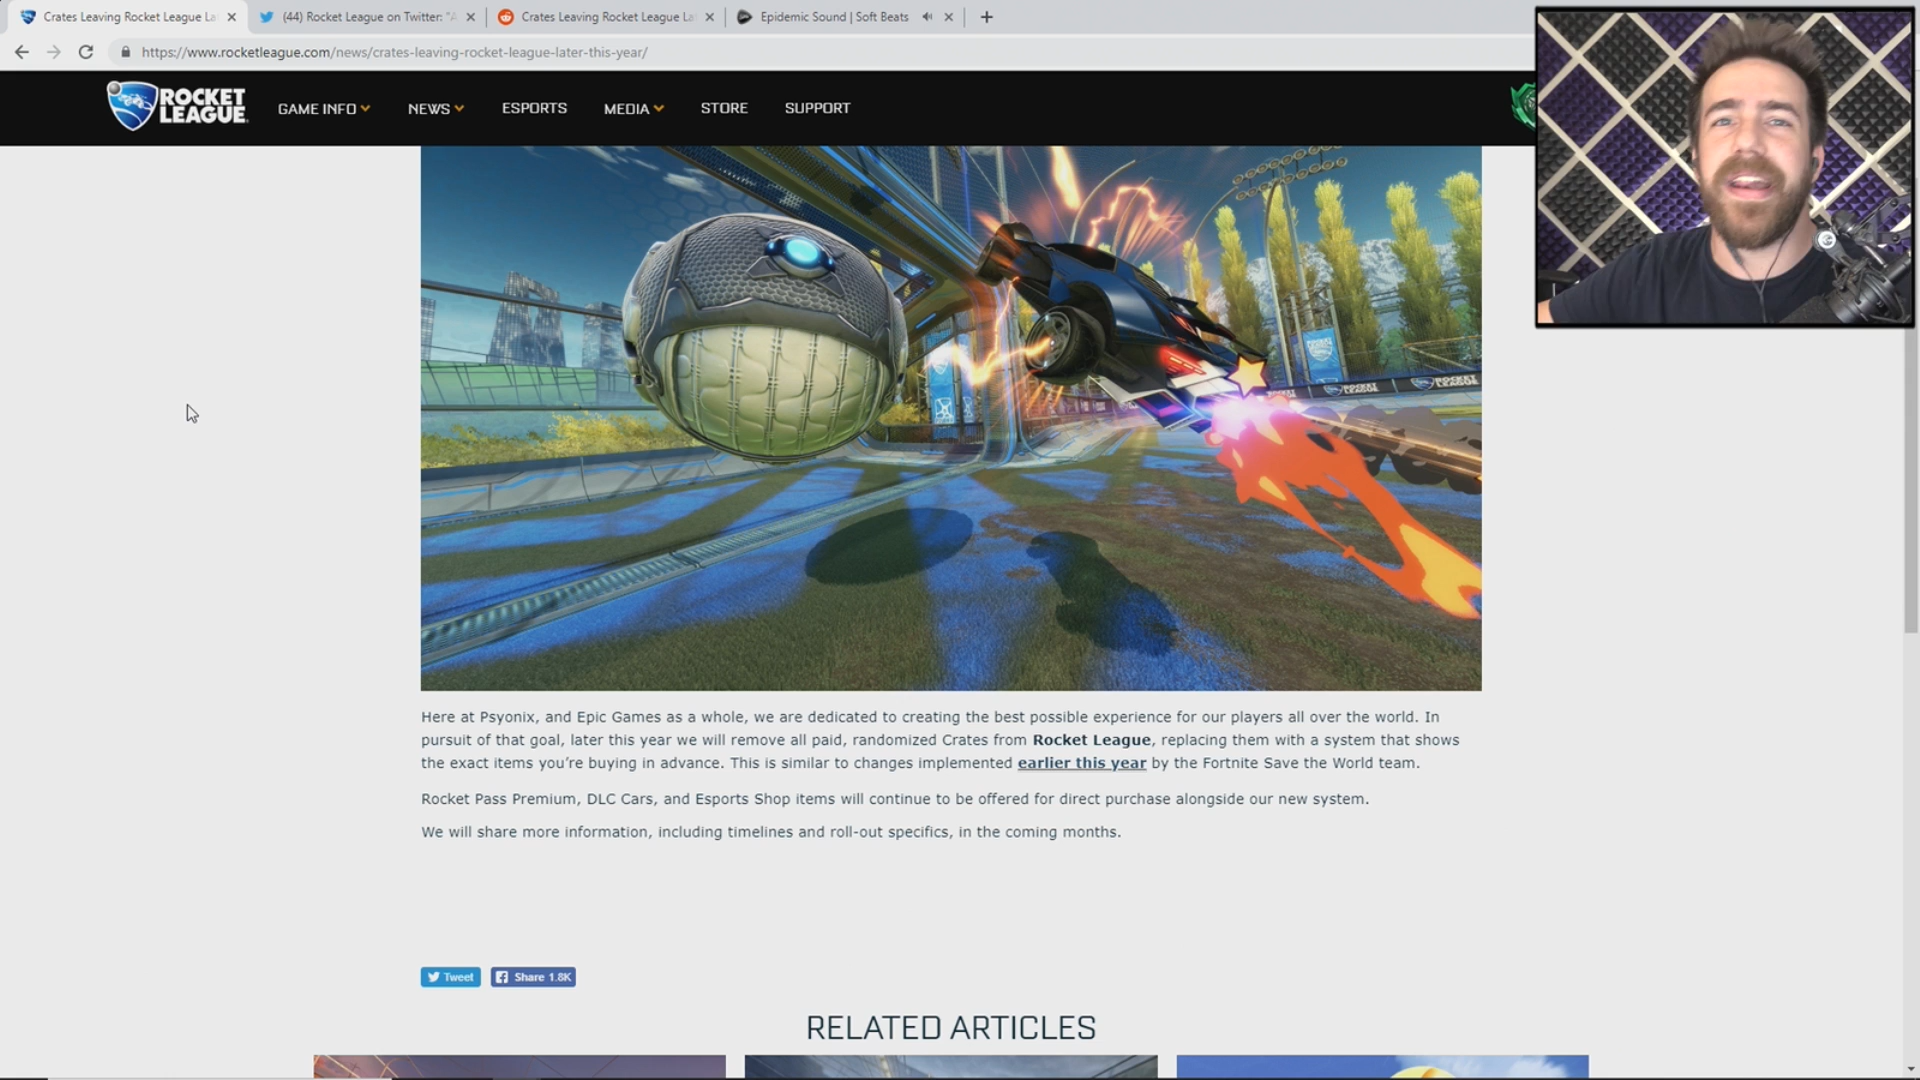 Crates Leaving Rocket League La
(44) Rocket League on Twitter: "A
Crates Leaving Rocket League La
Epidemic Sound | Soft Beats
https://www.rocketleague.com/news/crates-leaving-rocket-league-later-this-year/
ROCKET
LEAGUE
GAME INFO
NEWS
ESPORTS
MEDIA
STORE
SUPPORT
ROCKET LEAGUE
ROCKET LEAGUE
Here at Psyonix, and Epic Games as a whole, we are dedicated to creating the best possible experience for our players all over the world. In
pursuit of that goal, later this year we will remove all paid, randomized Crates from Rocket League, replacing them with a system that shows
the exact items you're buying in advance. This is similar to changes implemented earlier this year by the Fortnite Save the World team.
Rocket Pass Premium, DLC Cars, and Esports Shop items will continue to be offered for direct purchase alongside our new system.
We will share more information, including timelines and roll-out specifics, in the coming months.
Tweet
Share 1.8K
RELATED ARTICLES